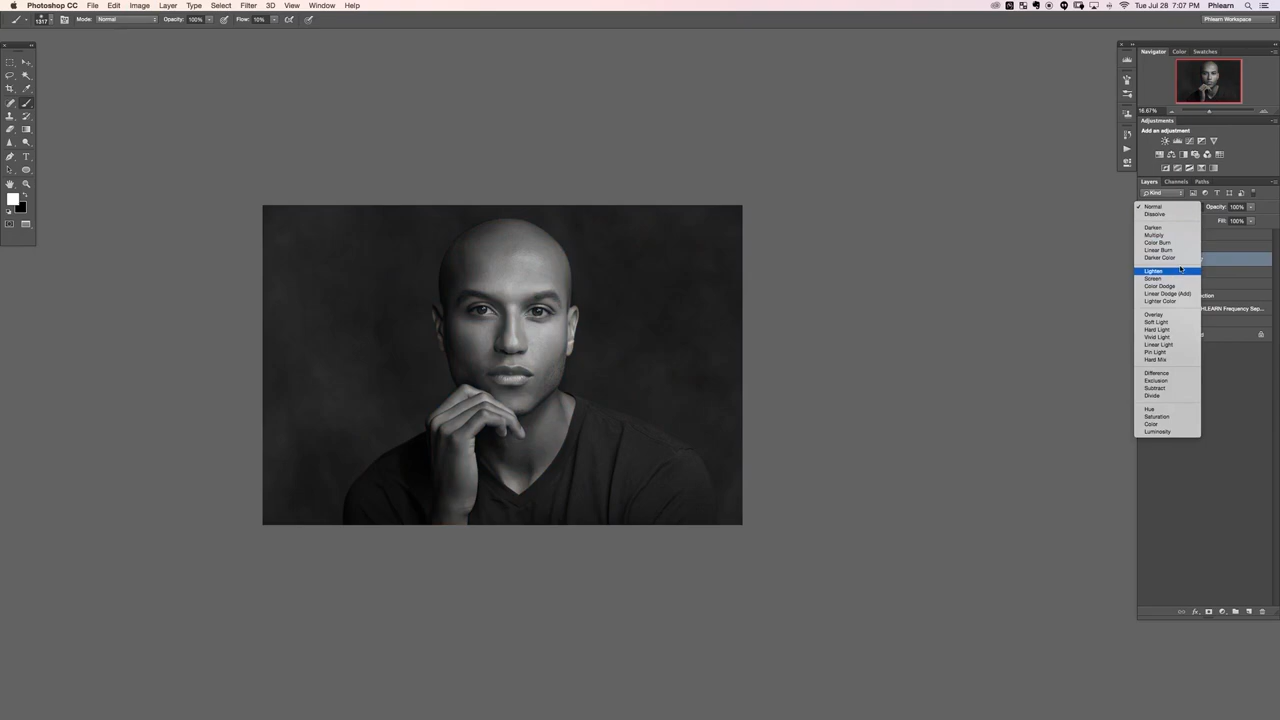 Photoshop CC File Edit Image Layer Type Select Filter 3D View Window Help Tue Jul 28 7:07 PM Phlearn
1317 Mode: Normal Opacity: 100% Flow: 10% Phlearn Workspace
Navigator Color Swatches
16.67%
Adjustments
Add an adjustment
Layers Channels Paths
Kind
Normal Opacity: 100%
Dissolve
Fill: 100%
Darken
Multiply
Color Burn
Linear Burn
Darker Color
Lighten
Screen
Color Dodge
Linear Dodge (Add)
Lighter Color
ction
HLEARN Frequency Sep...
Overlay
Soft Light
Hard Light
Vivid Light
Linear Light
Pin Light
Hard Mix
Difference
Exclusion
Subtract
Divide
Hue
Saturation
Color
Luminosity
fx